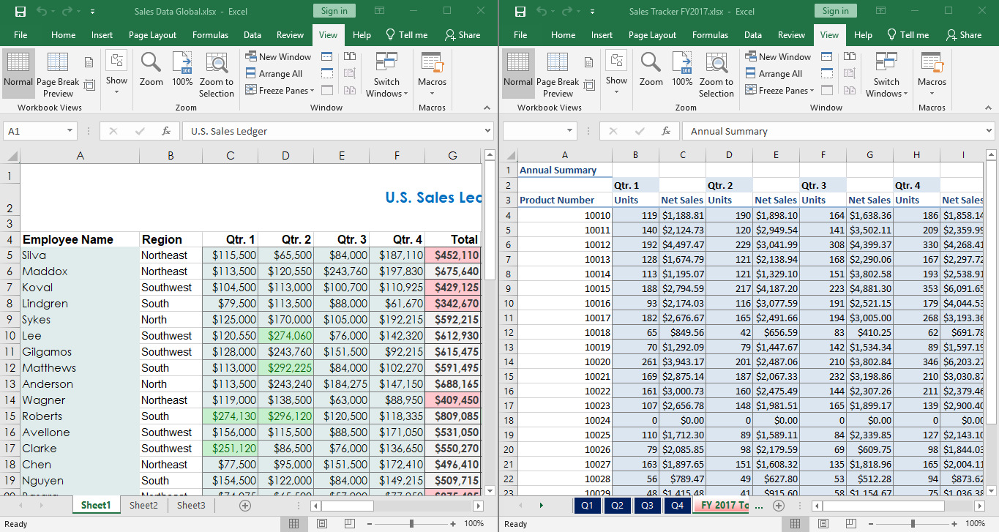 Sales Data Global.xlsx - Excel Sign in
File Home Insert Page Layout Formulas Data Review View Help Tell me Share
Normal Page Break Preview Show Zoom 100% Zoom to Selection New Window Arrange All Freeze Panes Switch Windows Macros
Workbook Views Zoom Window Macros
A1 fx U.S. Sales Ledger
A B C D E F G
1
U.S. Sales Led
2
3
4 Employee Name Region Qtr. 1 Qtr. 2 Qtr. 3 Qtr. 4 Total
5 Silva Northeast $115,500 $65,500 $84,000 $187,110 $452,110
6 Maddox Northeast $113,500 $120,550 $243,760 $197,830 $675,640
7 Koval Southwest $104,500 $113,000 $100,700 $110,925 $429,125
8 Lindgren South $79,500 $113,500 $88,000 $61,670 $342,670
9 Sykes North $125,000 $170,000 $105,000 $192,215 $592,215
10 Lee Southwest $120,550 $274,060 $76,000 $142,320 $612,930
11 Gilgamos Southwest $128,000 $243,760 $151,500 $92,215 $615,475
12 Matthews South $113,000 $292,225 $84,000 $102,270 $591,495
13 Anderson North $113,500 $243,240 $184,275 $147,150 $688,165
14 Wagner Northeast $119,000 $138,500 $63,000 $88,950 $409,450
15 Roberts South $274,130 $296,120 $120,500 $118,335 $809,085
16 Avellone Southwest $156,000 $115,500 $88,500 $171,050 $531,050
17 Clarke Southwest $251,120 $86,500 $76,000 $136,650 $550,270
18 Chen Northeast $77,500 $95,000 $151,500 $172,410 $496,410
19 Nguyen South $154,500 $122,000 $84,000 $149,215 $509,715
Sheet1 Sheet2 Sheet3
Ready 100%
Sales Tracker FY2017.xlsx - Excel Sign in
File Home Insert Page Layout Formulas Data Review View Help Tell me Share
Normal Page Break Preview Show Zoom 100% Zoom to Selection New Window Arrange All Freeze Panes Switch Windows Macros
Workbook Views Zoom Window Macros
fx Annual Summary
A B C D E F G H I
1 Annual Summary
2 Qtr. 1 Qtr. 2 Qtr. 3 Qtr. 4
3 Product Number Units Net Sales Units Net Sales Units Net Sales Units Net Sales
4 10010 119 $1,188.81 190 $1,898.10 164 $1,638.36 186 $1,858.14
5 10011 140 $2,124.73 120 $2,949.54 141 $3,502.11 209 $2,359.99
6 10012 192 $4,497.47 229 $3,041.99 308 $4,399.37 330 $4,268.41
7 10013 128 $1,674.79 121 $2,138.94 168 $2,290.06 167 $2,297.72
8 10014 113 $1,195.07 121 $1,329.10 151 $3,802.58 193 $2,538.91
9 10015 188 $2,794.59 217 $4,187.20 223 $4,881.30 353 $6,091.65
10 10016 93 $2,174.03 116 $3,077.59 191 $2,521.15 179 $4,044.53
11 10017 182 $2,676.67 165 $2,491.66 194 $3,005.00 268 $3,193.36
12 10018 65 $849.56 42 $656.59 83 $410.25 62 $691.78
13 10019 70 $1,292.09 79 $1,447.67 142 $1,534.34 89 $1,597.19
14 10020 261 $3,943.17 201 $2,487.06 210 $3,802.84 346 $6,203.27
15 10021 169 $2,875.14 187 $2,067.33 232 $3,198.86 210 $3,030.87
16 10022 161 $3,000.73 160 $2,475.49 144 $2,307.26 211 $2,379.46
17 10023 107 $2,656.78 148 $1,981.51 165 $1,899.17 139 $2,900.40
18 10024 0 $0.00 0 $0.00 0 $0.00 0 $0.00
19 10025 110 $1,712.30 89 $1,589.11 84 $2,339.85 127 $2,143.10
20 10026 79 $2,085.85 98 $2,179.59 69 $609.75 98 $1,844.03
21 10027 163 $1,897.65 151 $1,608.32 135 $1,818.96 165 $2,004.11
22 10028 56 $789.47 49 $627.80 53 $512.28 94 $873.62
23 10029 48 $1,415.48 41 $915.60 58 $1,154.67 75 $1,036.38
Q1 Q2 Q3 Q4 FY 2017 To ...
Ready 100%